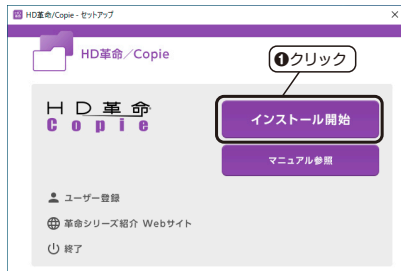 HD革命/Copie - セットアップ
HD革命／Copie
❶クリック
HD革命
Copie
インストール開始
マニュアル参照
ユーザー登録
革命シリーズ紹介 Webサイト
終了